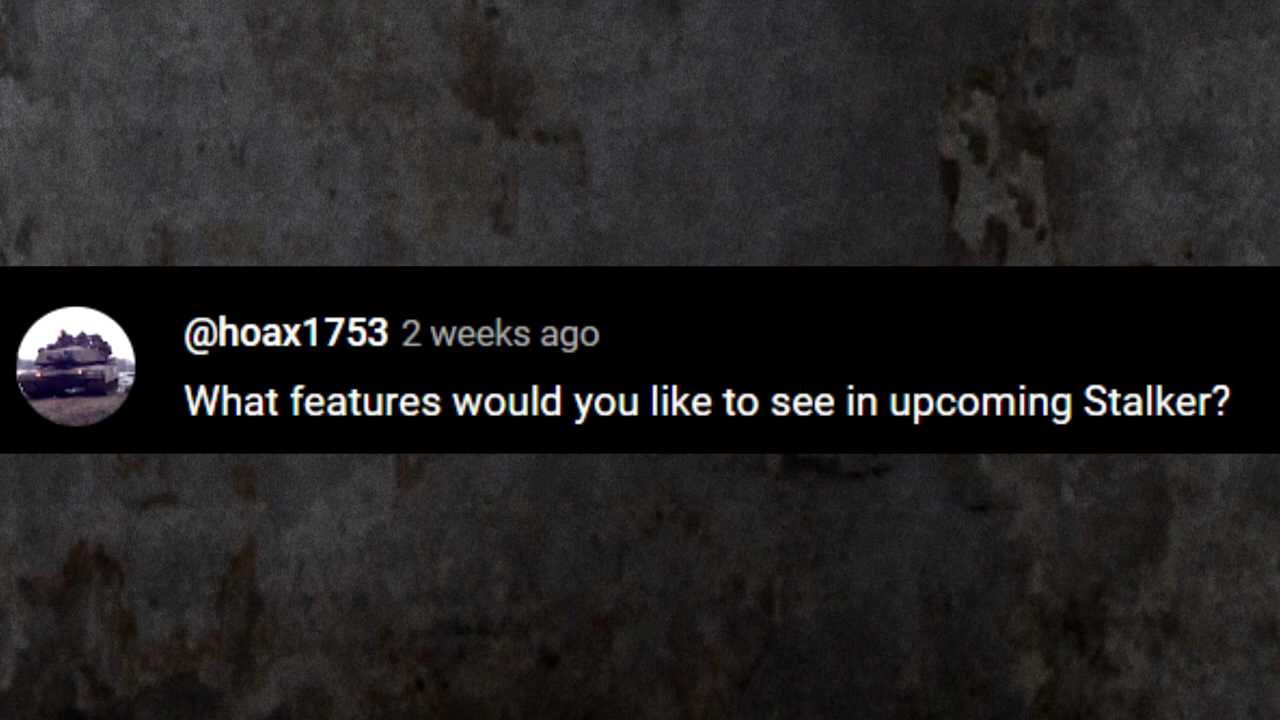 @hoax1753 2 weeks ago
What features would you like to see in upcoming Stalker?